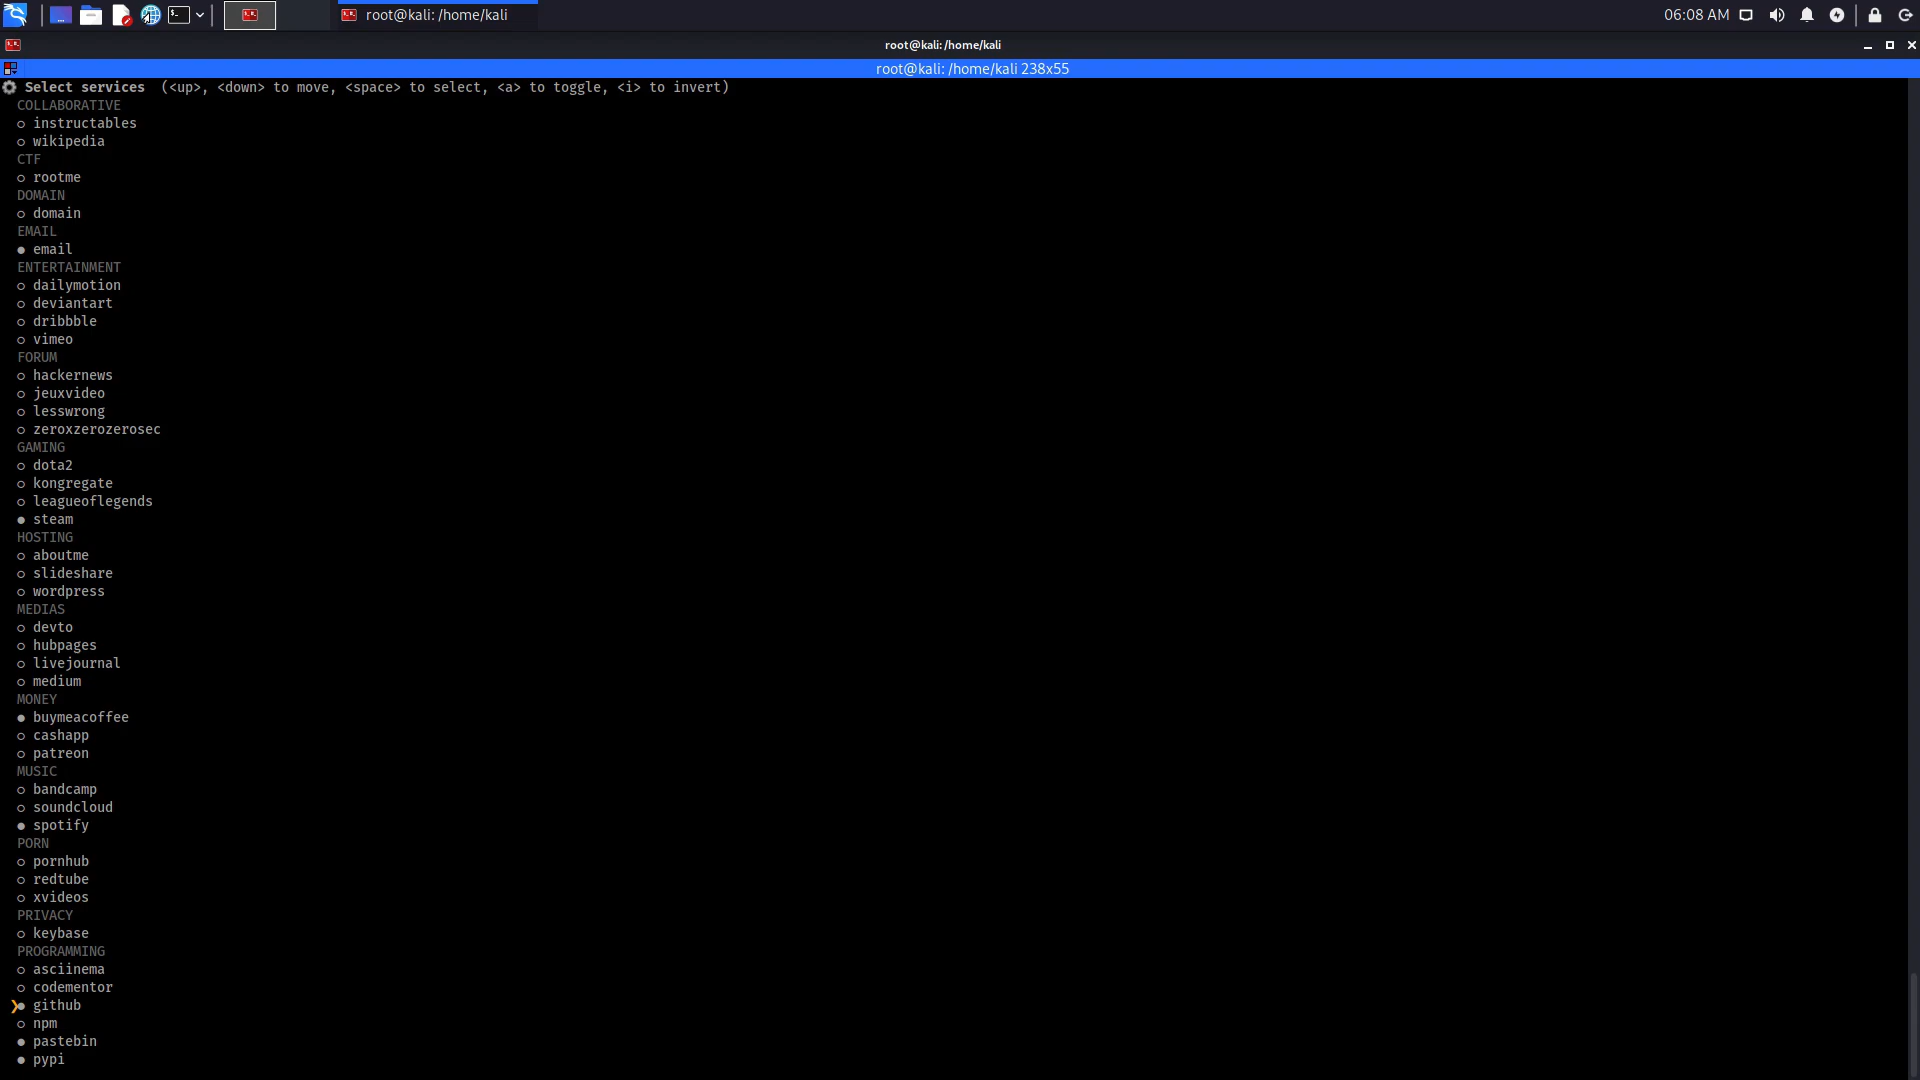 root@kali: /home/kali
06:08 AM
root@kali: /home/kali
root@kali: /home/kali 238x55
Select services (<up>, <down> to move, <space> to select, <a> to toggle, <i> to invert)
COLLABORATIVE
○ instructables
○ wikipedia
CTF
○ rootme
DOMAIN
○ domain
EMAIL
● email
ENTERTAINMENT
○ dailymotion
○ deviantart
○ dribbble
○ vimeo
FORUM
○ hackernews
○ jeuxvideo
○ lesswrong
○ zeroxzerozerosec
GAMING
○ dota2
○ kongregate
○ leagueoflegends
● steam
HOSTING
○ aboutme
○ slideshare
○ wordpress
MEDIAS
○ devto
○ hubpages
○ livejournal
○ medium
MONEY
● buymeacoffee
○ cashapp
○ patreon
MUSIC
○ bandcamp
○ soundcloud
● spotify
PORN
○ pornhub
○ redtube
○ xvideos
PRIVACY
○ keybase
PROGRAMMING
○ asciinema
○ codementor
❯● github
○ npm
● pastebin
● pypi